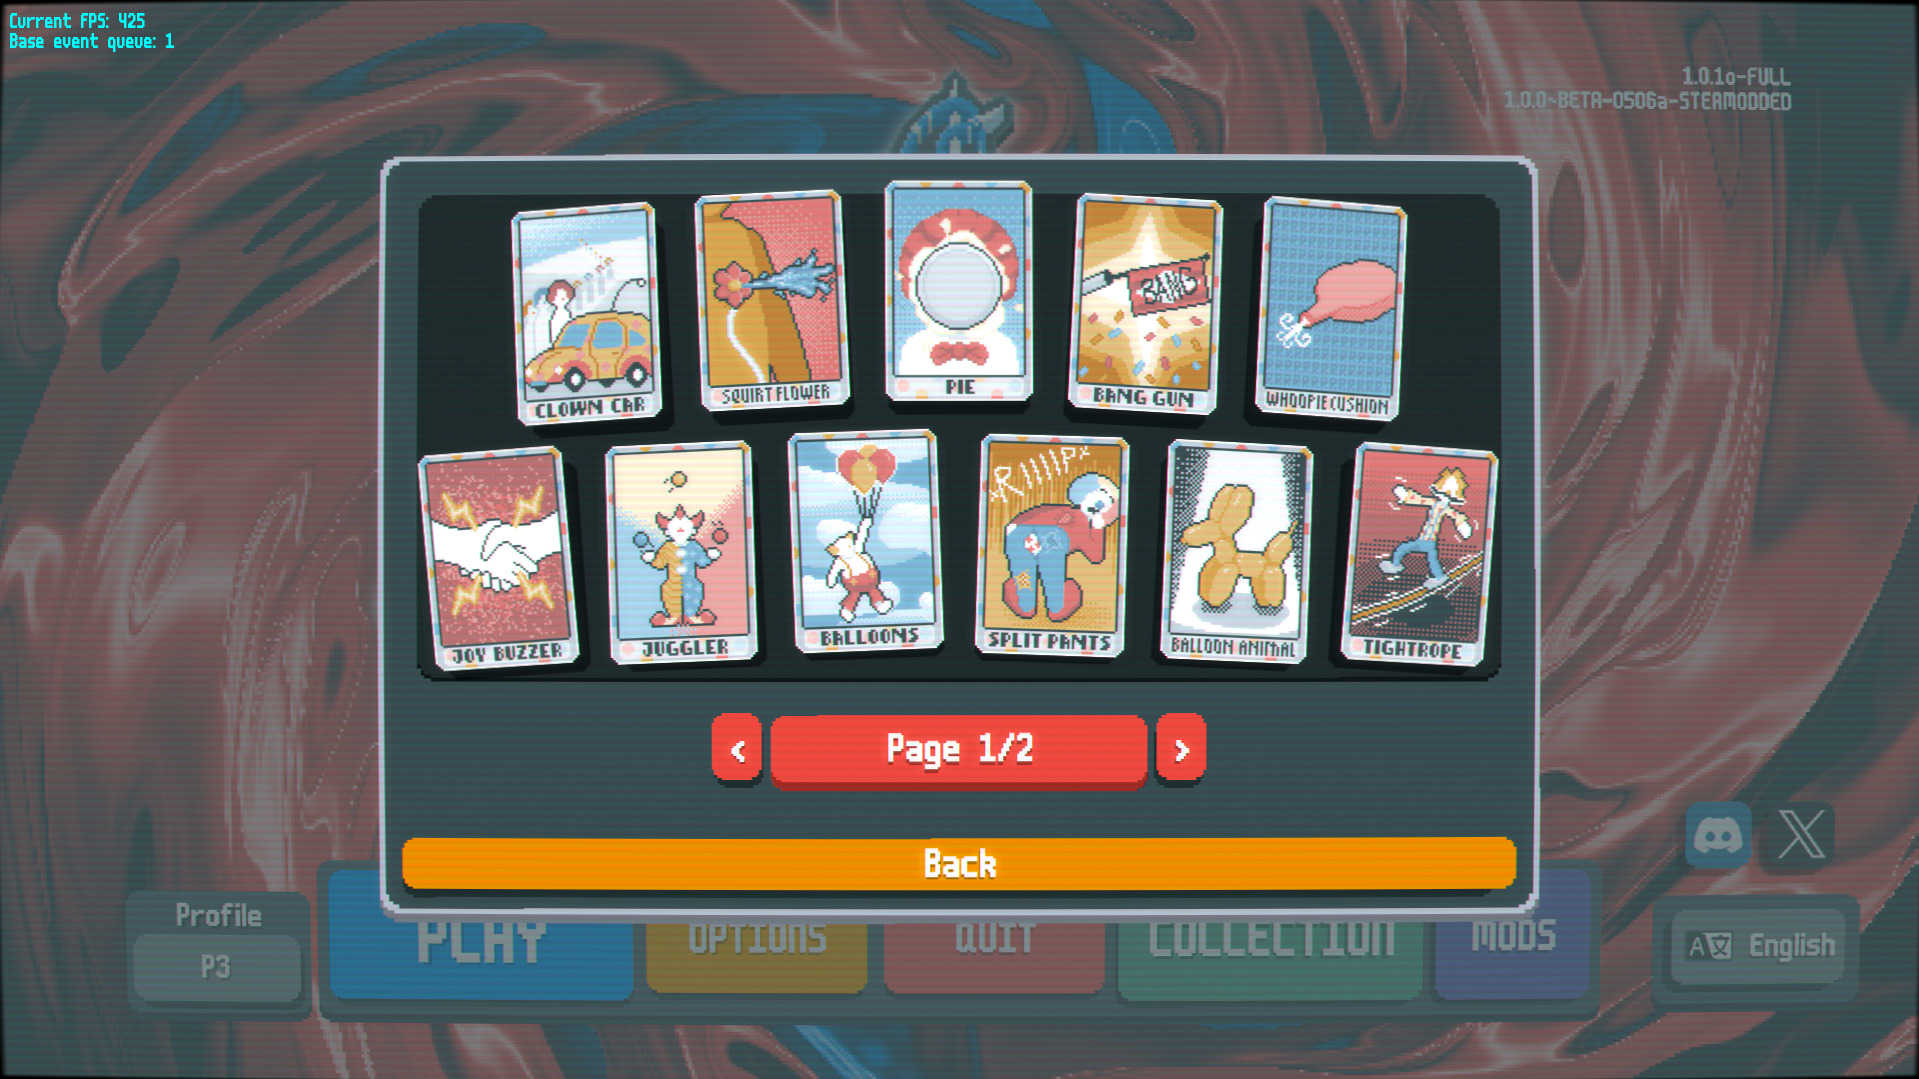 Current FPS: 425
Base event queue: 1
1.0.1o-FULL
1.0.0~BETA-0506a-STEAMODDED
CLOWN CAR
SQUIRT FLOWER
PIE
BANG
BANG GUN
WHOOPIE CUSHION
JOY BUZZER
JUGGLER
BALLOONS
*RIIIIP*
SPLIT PANTS
BALLOON ANIMAL
TIGHTROPE
< Page 1/2 >
Back
Profile
P3
PLAY
OPTIONS
QUIT
COLLECTION
MODS
English